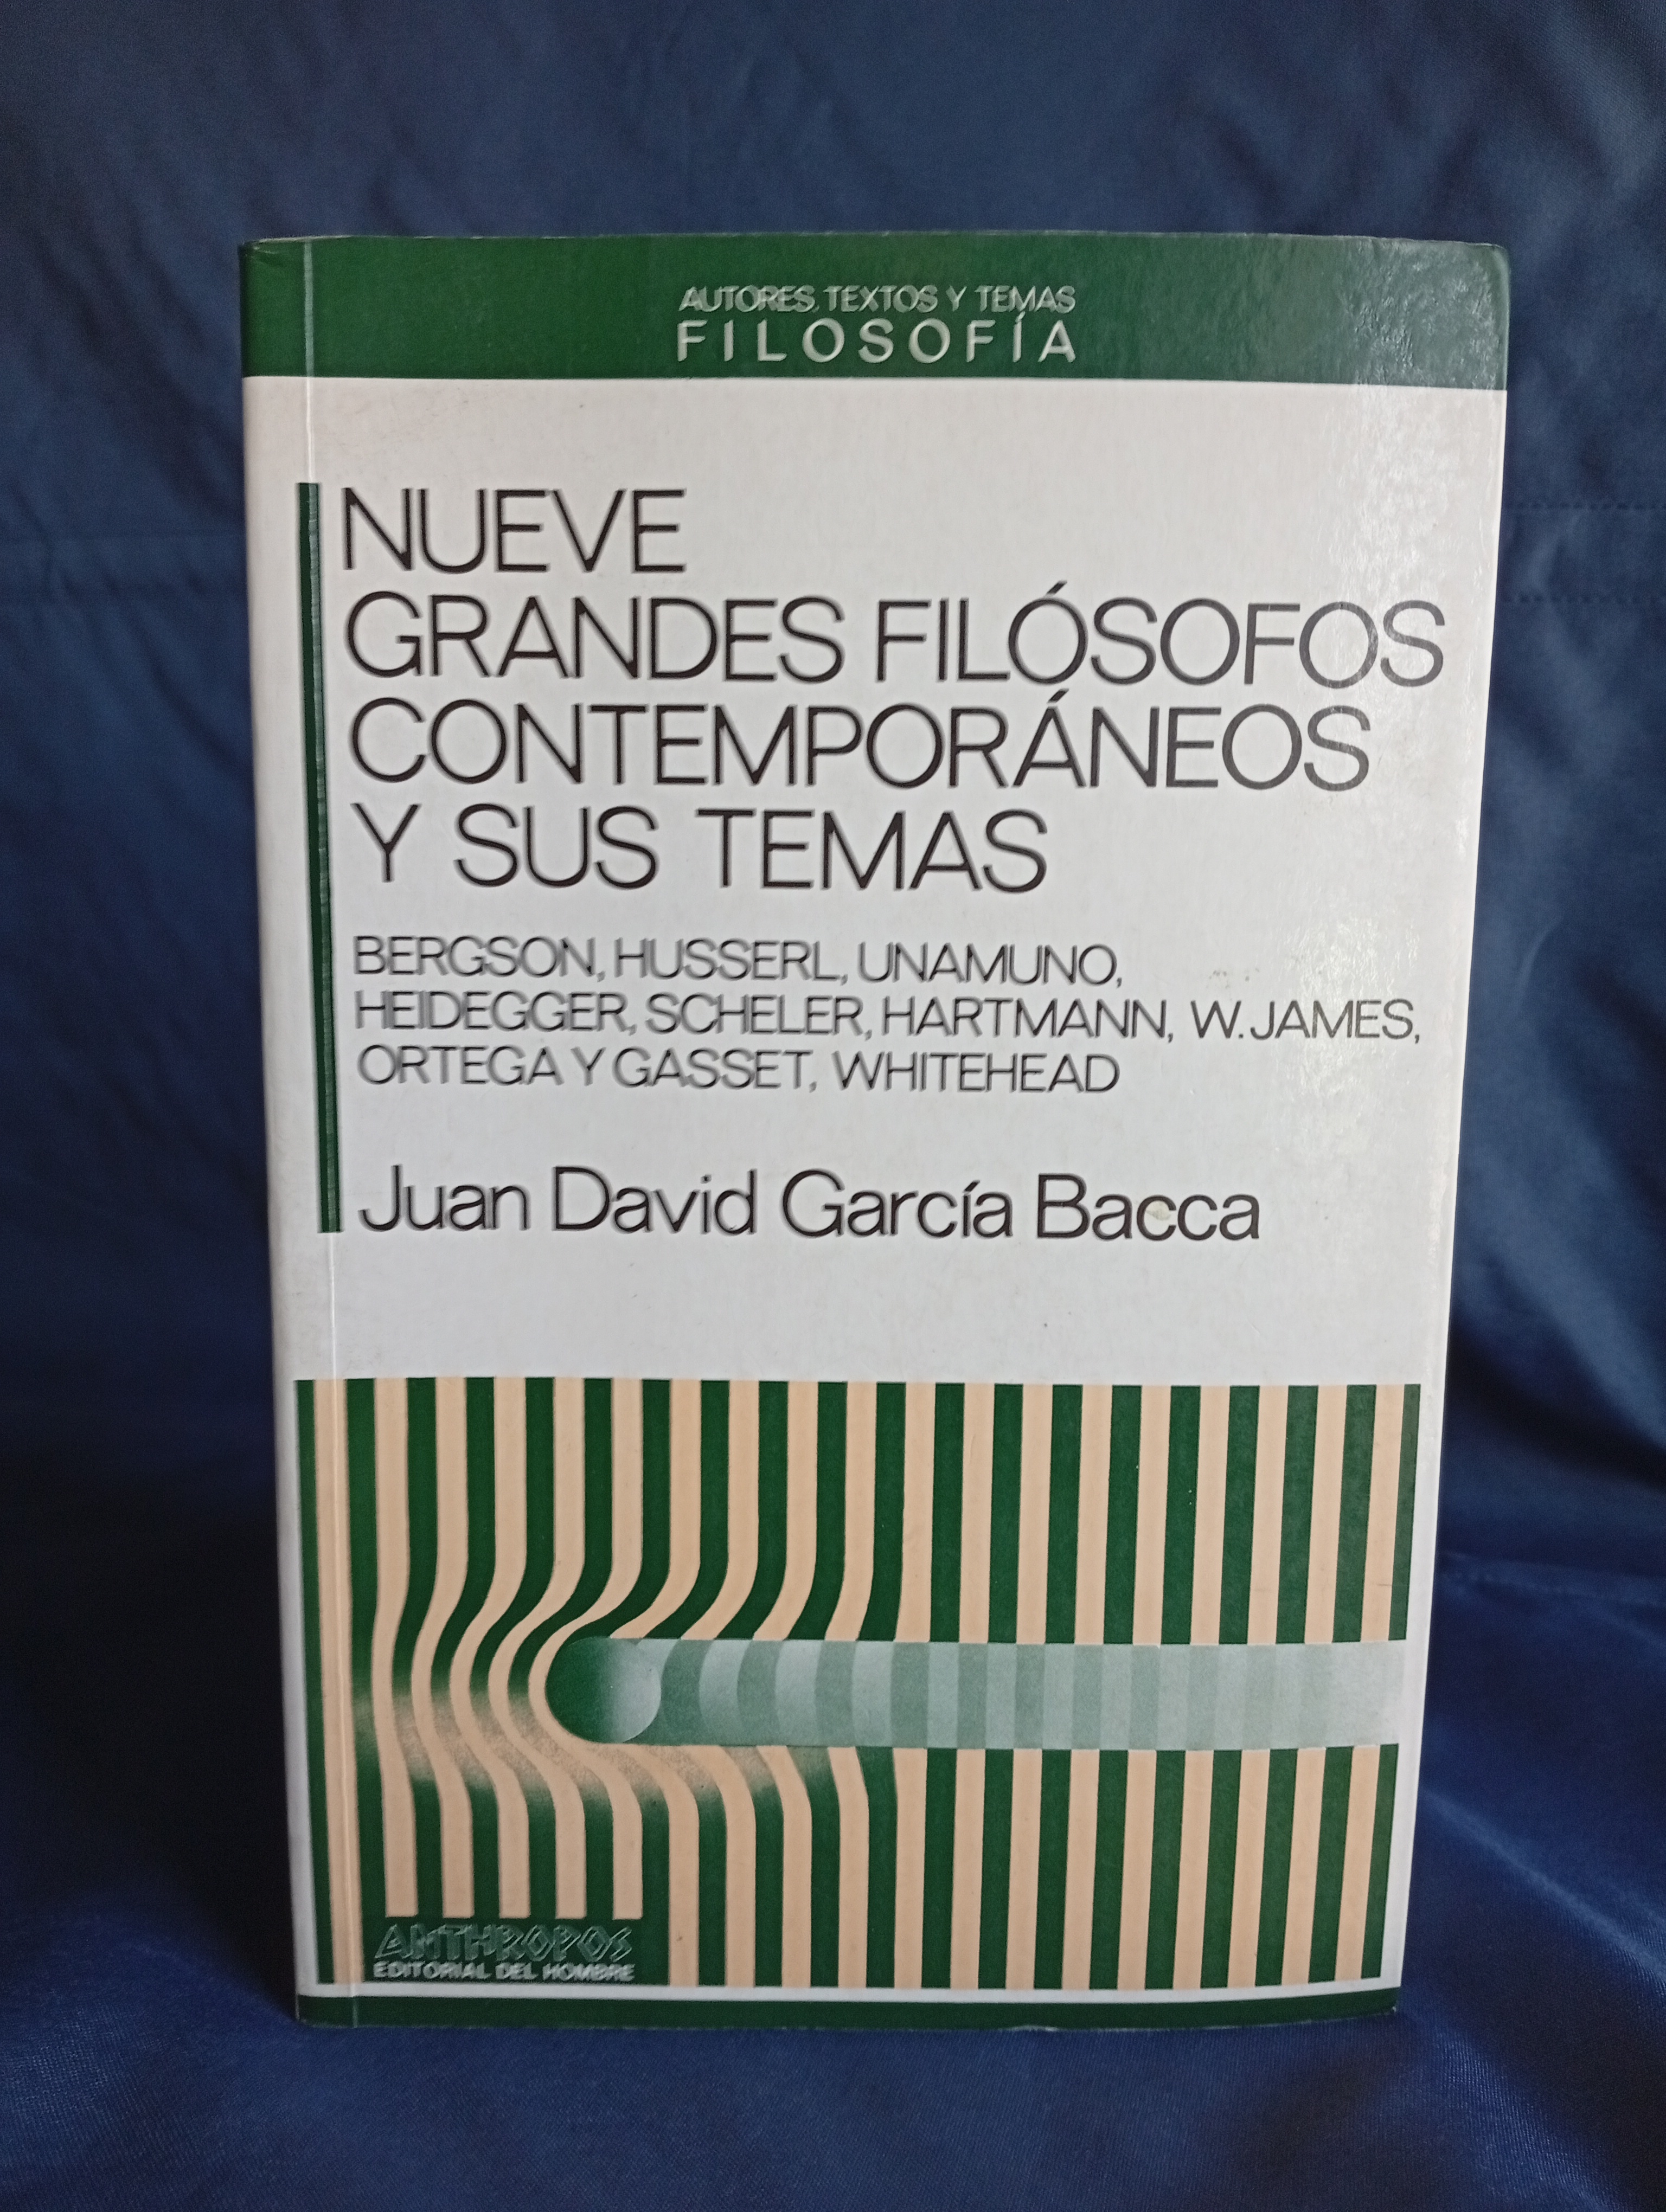 AUTORES, TEXTOS Y TEMAS
FILOSOFÍA
NUEVE
GRANDES FILÓSOFOS
CONTEMPORÁNEOS
Y SUS TEMAS
BERGSON, HUSSERL, UNAMUNO,
HEIDEGGER, SCHELER, HARTMANN, W. JAMES,
ORTEGA Y GASSET, WHITEHEAD
Juan David García Bacca
ANTHROPOS
EDITORIAL DEL HOMBRE